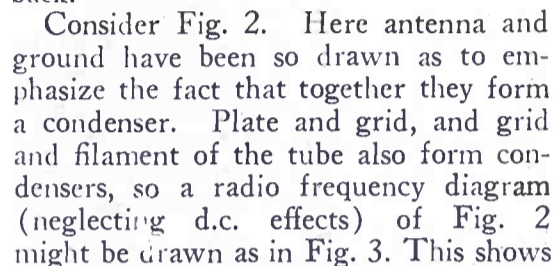 Consider Fig. 2. Here antenna and
ground have been so drawn as to em-
phasize the fact that together they form
a condenser. Plate and grid, and grid
and filament of the tube also form con-
densers, so a radio frequency diagram
(neglecting d.c. effects) of Fig. 2
might be drawn as in Fig. 3. This shows